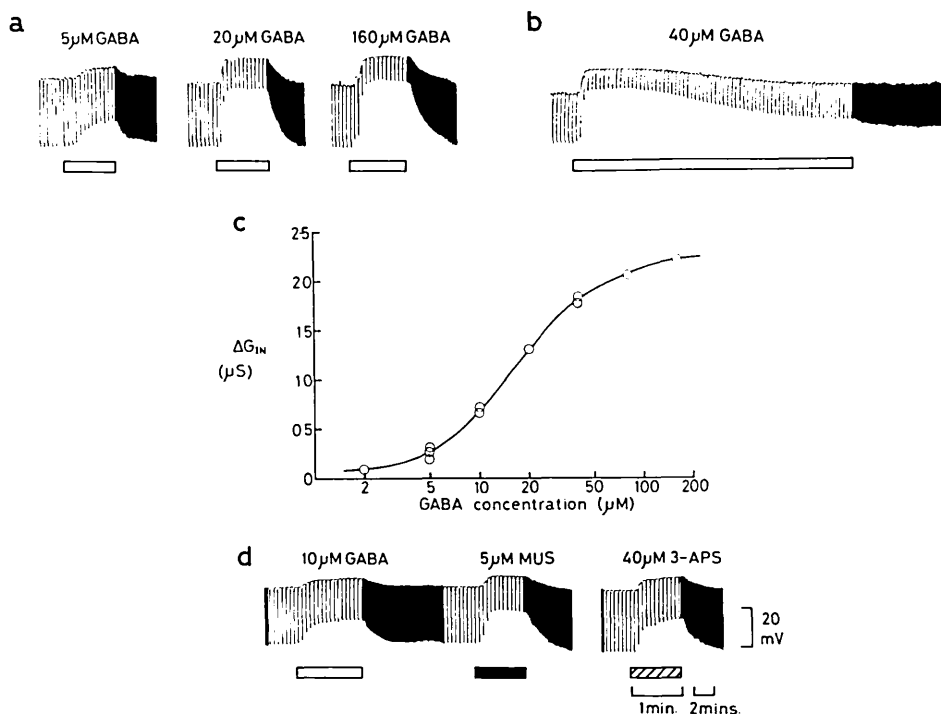 a
5µM GABA
20µM GABA
160µM GABA
b
40µM GABA
c
25
20
15
10
05
0
ΔG_IN
(µS)
2
5
10
20
50
100
200
GABA concentration (µM)
d
10µM GABA
5µM MUS
40µM 3-APS
20
mV
1min.
2mins.